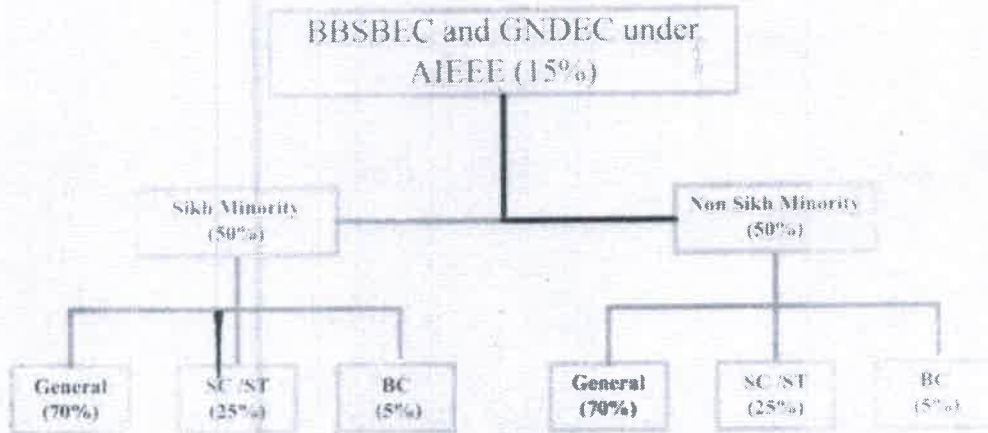 BBSBEC and GNDEC under
AIEEE (15%)
Sikh Minority
(50%)
Non Sikh Minority
(50%)
General
(70%)
SC /ST
(25%)
BC
(5%)
General
(70%)
SC /ST
(25%)
BC
(5%)